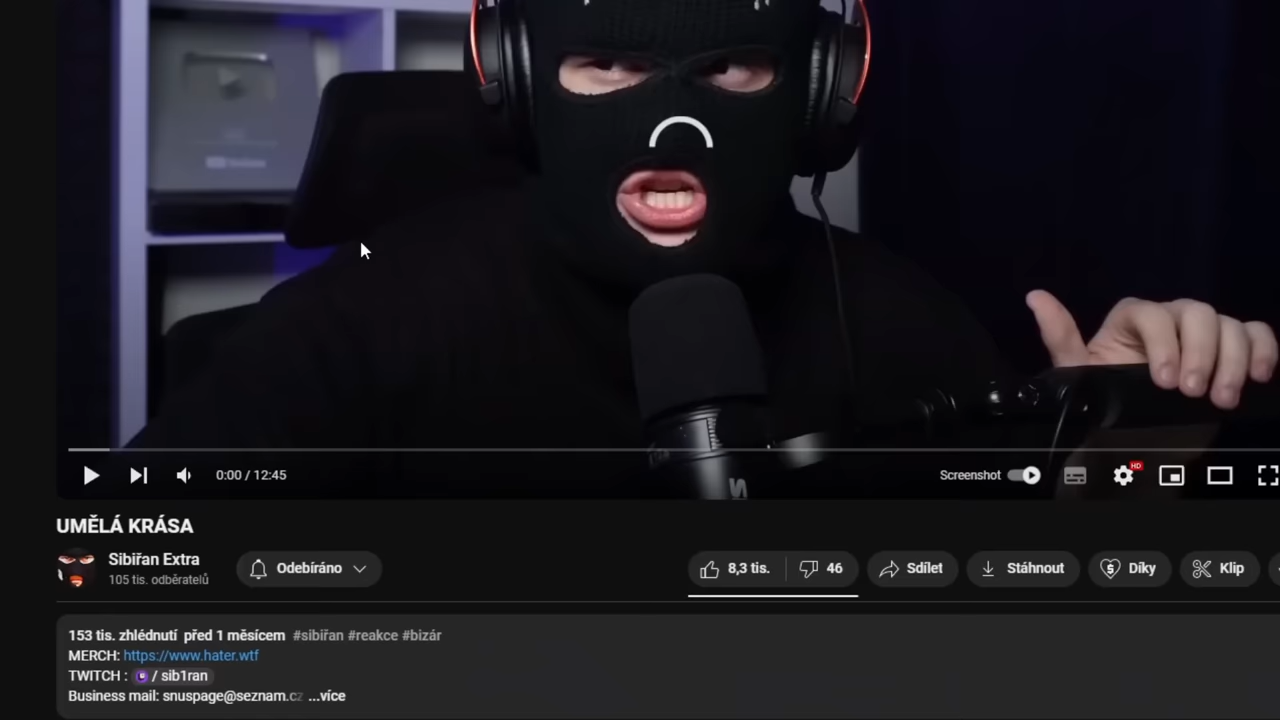 0:00 / 12:45
Screenshot
HD
UMĚLÁ KRÁSA
Sibiřan Extra
105 tis. odběratelů
Odebíráno
8,3 tis.
46
Sdílet
Stáhnout
Díky
Klip
153 tis. zhlédnutí před 1 měsícem #sibiřan #reakce #bizár
MERCH: https://www.hater.wtf
TWITCH : / sib1ran
Business mail: snuspage@seznam.cz ...více